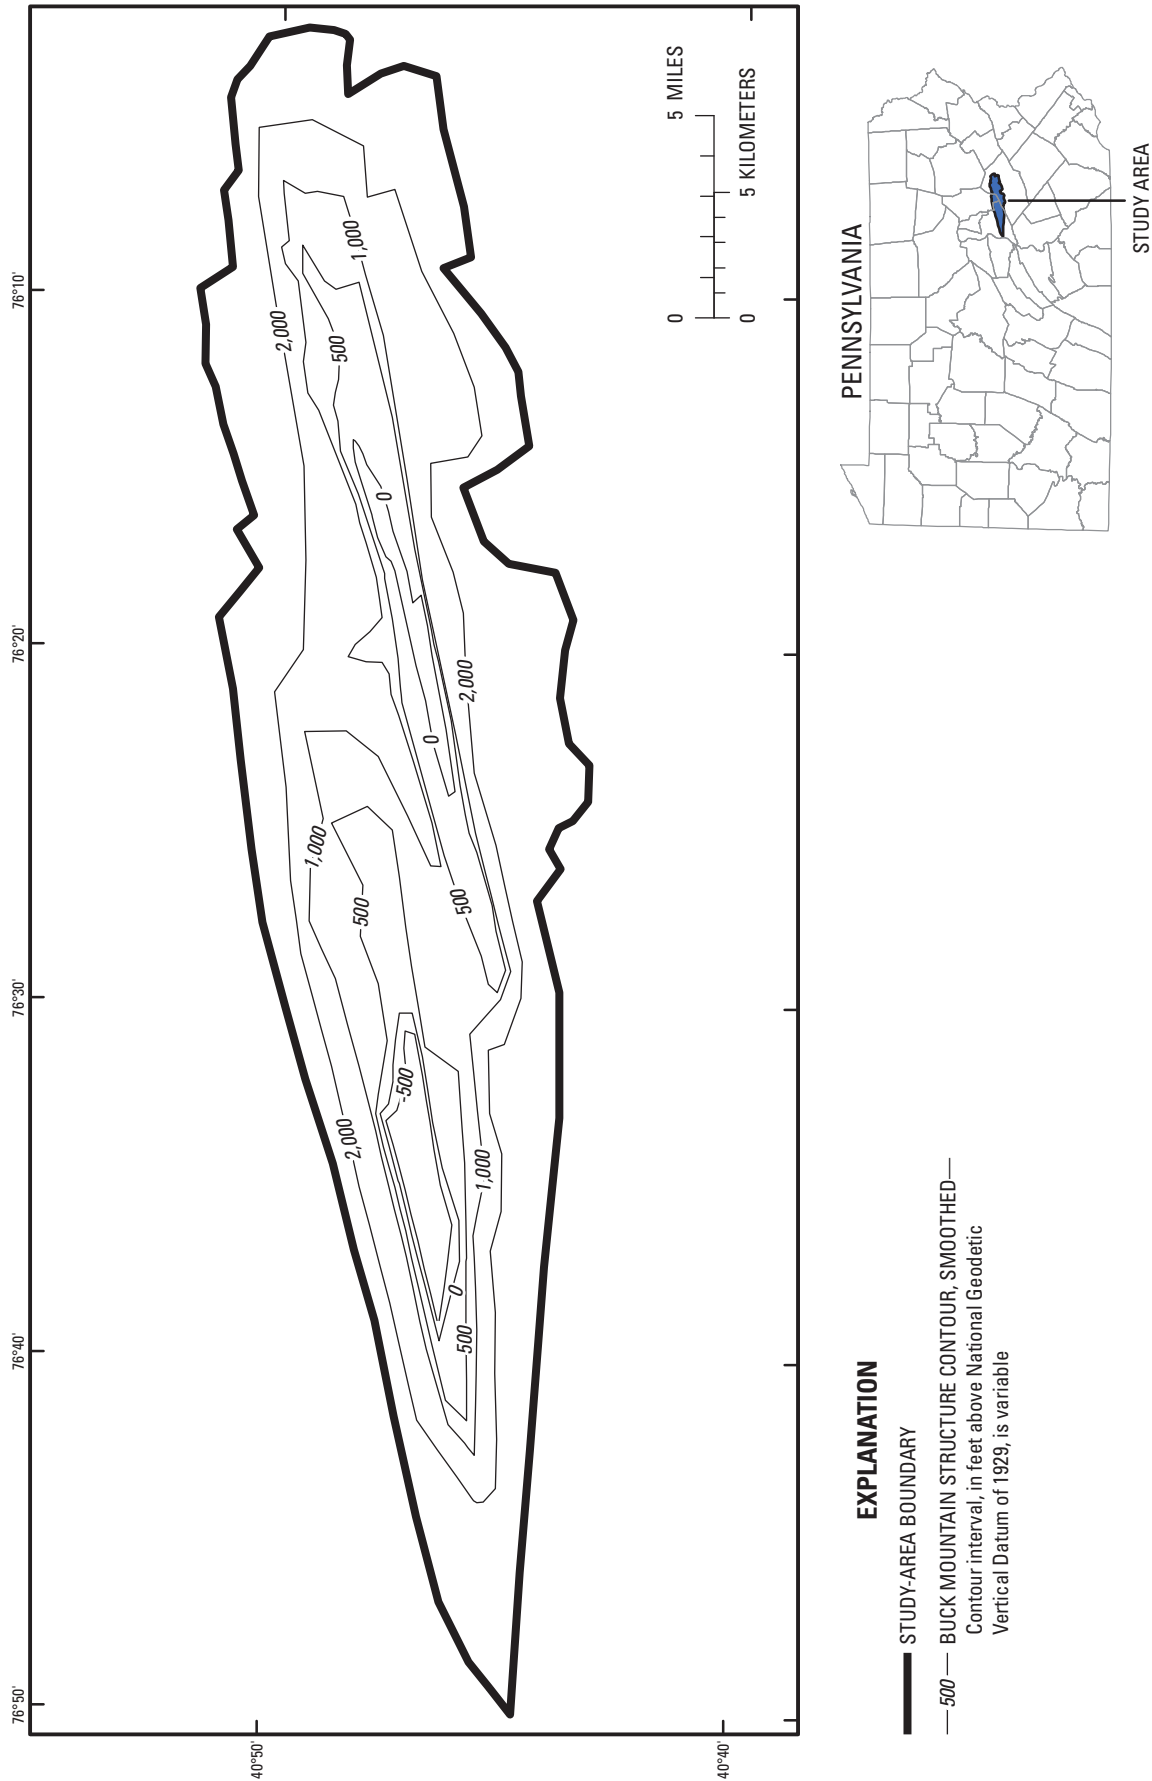 76°50'
76°40'
76°30'
76°20'
76°10'
40°50'
40°40'
2,000
1,000
500
-500
0
500
1,000
2,000
0
0
500
2,000
500
1,000
0 5 MILES
0 5 KILOMETERS
EXPLANATION
STUDY-AREA BOUNDARY
500 BUCK MOUNTAIN STRUCTURE CONTOUR, SMOOTHED—
Contour interval, in feet above National Geodetic
Vertical Datum of 1929, is variable
PENNSYLVANIA
STUDY AREA